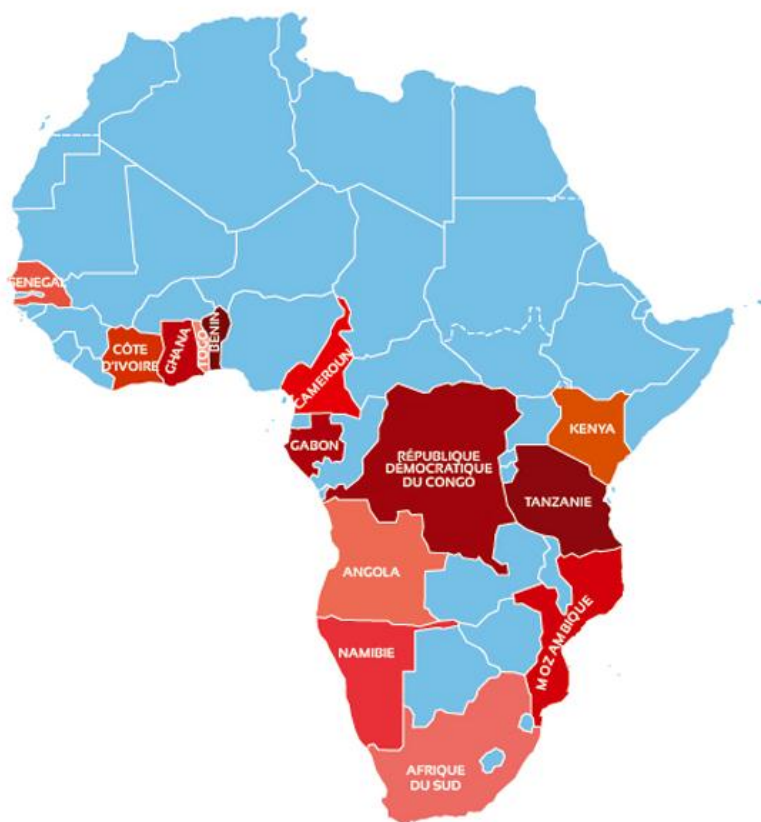 SENEGAL
CÔTE
D'IVOIRE
GHANA
TOGO
BENIN
CAMEROUN
GABON
RÉPUBLIQUE
DÉMOCRATIQUE
DU CONGO
KENYA
TANZANIE
ANGOLA
MOZAMBIQUE
NAMIBIE
AFRIQUE
DU SUD